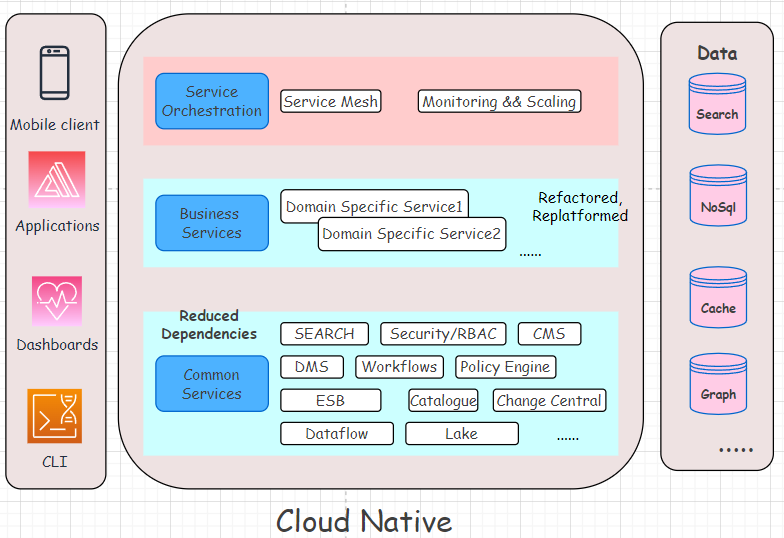 Mobile client
Applications
Dashboards
CLI
Service
Orchestration
Service Mesh
Monitoring && Scaling
Business
Services
Domain Specific Service1
Domain Specific Service2
Refactored,
Replatformed
......
Reduced
Dependencies
Common
Services
SEARCH
Security/RBAC
CMS
DMS
Workflows
Policy Engine
ESB
Catalogue
Change Central
Dataflow
Lake
......
Cloud Native
Data
Search
NoSql
Cache
Graph
.....